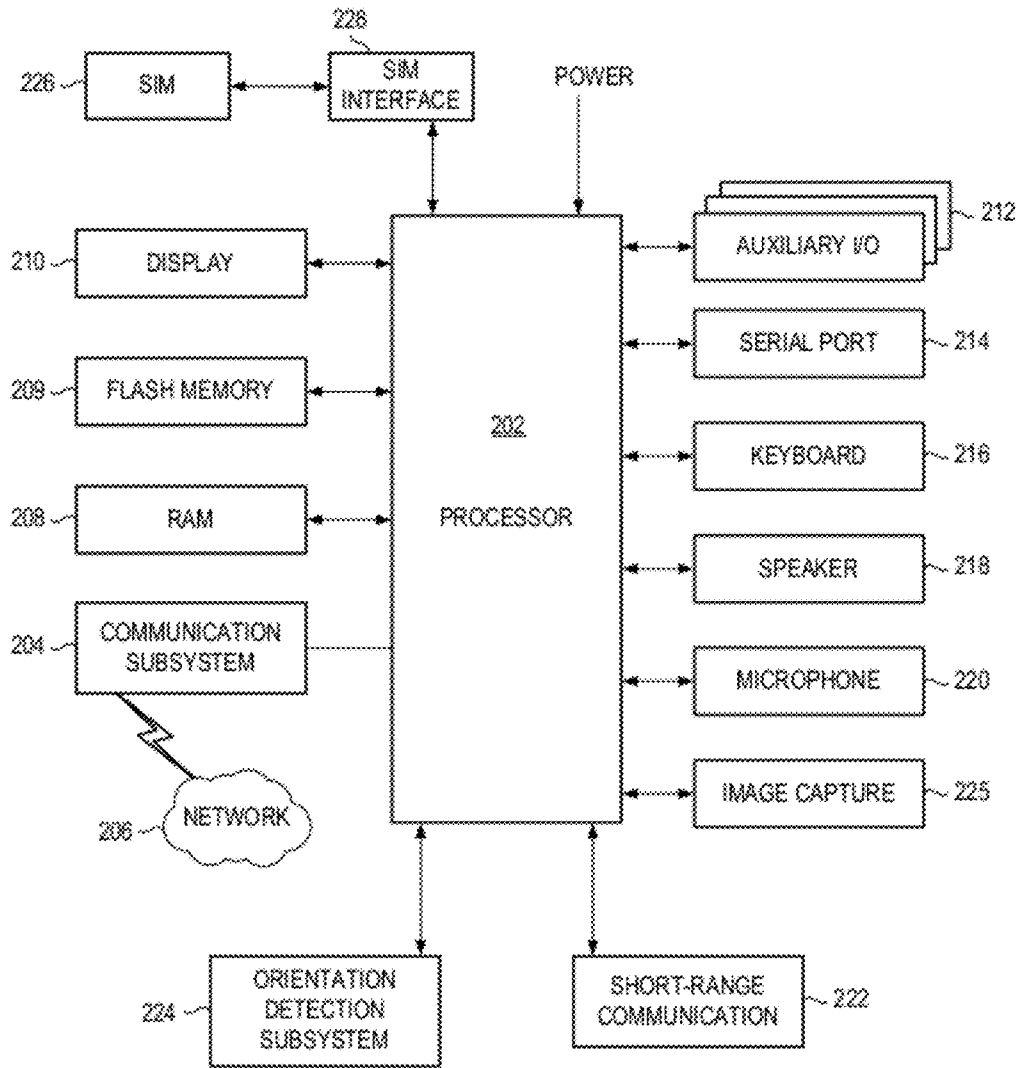 228
226
SIM
SIM
INTERFACE
POWER
212
210
DISPLAY
AUXILIARY I/O
SERIAL PORT
214
209
FLASH MEMORY
202
KEYBOARD
216
208
RAM
PROCESSOR
SPEAKER
218
204
COMMUNICATION
SUBSYSTEM
MICROPHONE
220
206
NETWORK
IMAGE CAPTURE
225
224
ORIENTATION
DETECTION
SUBSYSTEM
SHORT-RANGE
COMMUNICATION
222